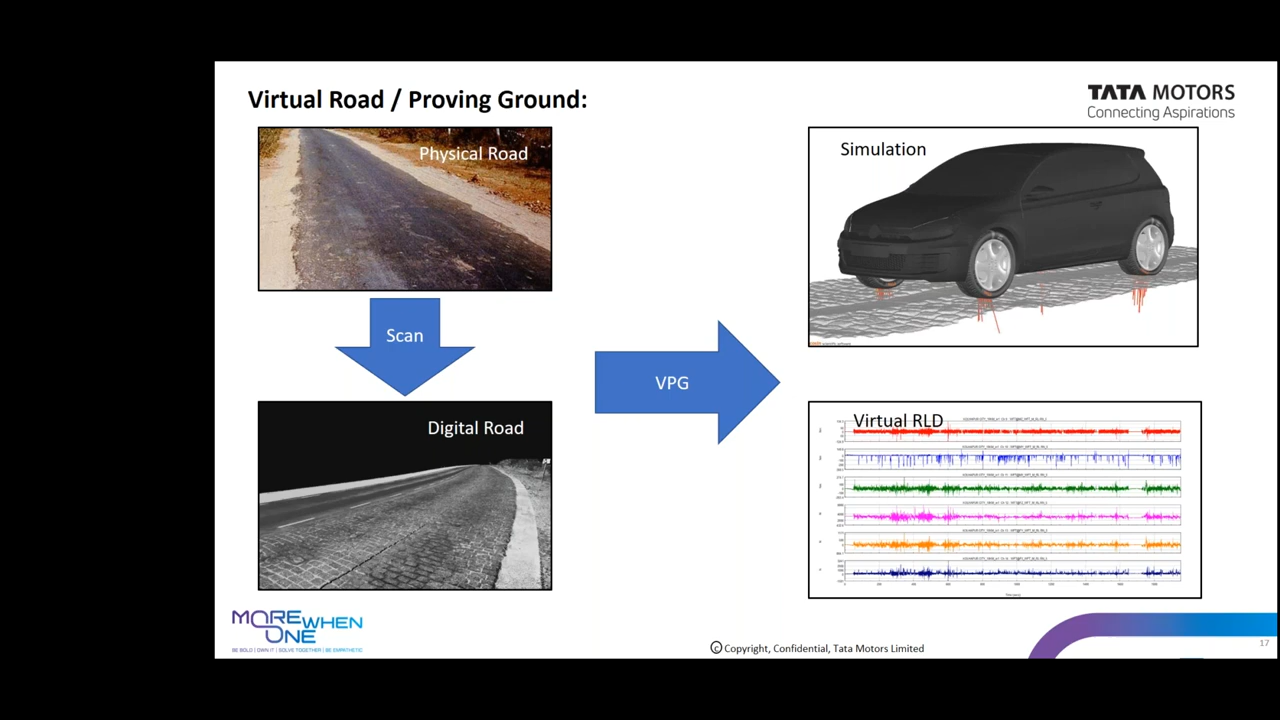 Virtual Road / Proving Ground:
TATA MOTORS
Connecting Aspirations
Physical Road
Scan
Digital Road
VPG
Simulation
Virtual RLD
MORE WHEN
ONE
BE BOLD | OWN IT | SOLVE TOGETHER | BE EMPATHETIC
© Copyright, Confidential, Tata Motors Limited
17